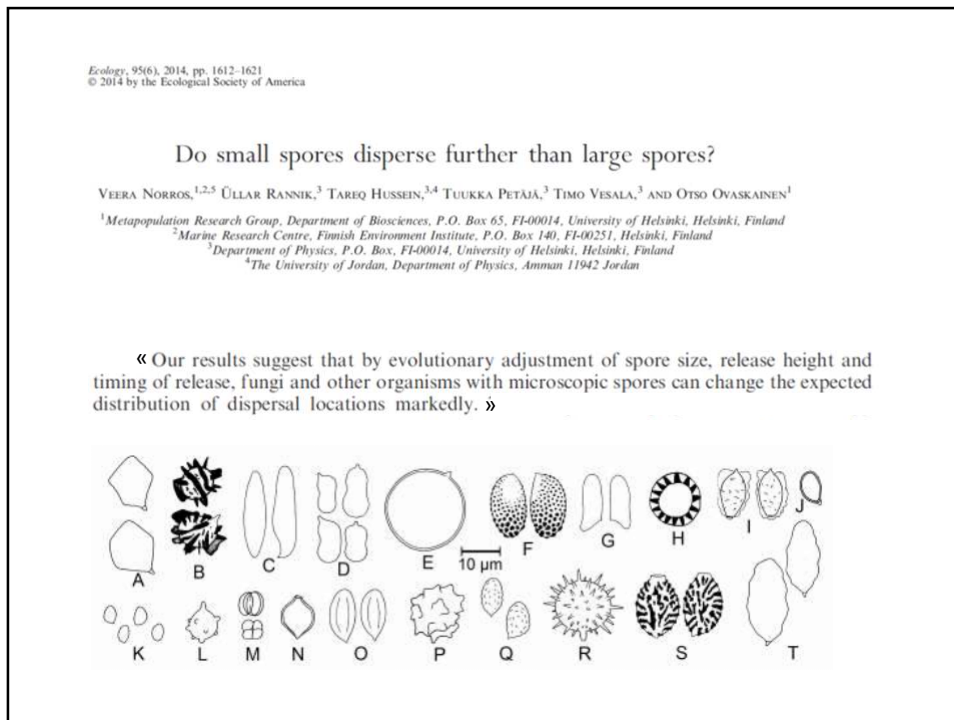 Ecology, 95(6), 2014, pp. 1612–1621
© 2014 by the Ecological Society of America
Do small spores disperse further than large spores?
VEERA NORROS,1,2,5 ÜLLAR RANNIK,3 TAREQ HUSSEIN,3,4 TUUKKA PETÄJÄ,3 TIMO VESALA,3 AND OTSO OVASKAINEN1
1Metapopulation Research Group, Department of Biosciences, P.O. Box 65, FI-00014, University of Helsinki, Helsinki, Finland
2Marine Research Centre, Finnish Environment Institute, P.O. Box 140, FI-00251, Helsinki, Finland
3Department of Physics, P.O. Box, FI-00014, University of Helsinki, Helsinki, Finland
4The University of Jordan, Department of Physics, Amman 11942 Jordan
« Our results suggest that by evolutionary adjustment of spore size, release height and
timing of release, fungi and other organisms with microscopic spores can change the expected
distribution of dispersal locations markedly. »
A B C D E 10 µm F G H I J
K L M N O P Q R S T